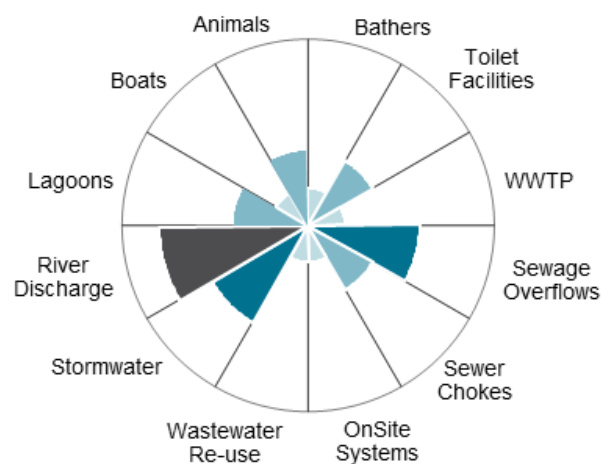 Animals
Bathers
Boats
Toilet
Facilities
Lagoons
WWTP
River
Discharge
Sewage
Overflows
Stormwater
Sewer
Chokes
Wastewater
Re-use
OnSite
Systems